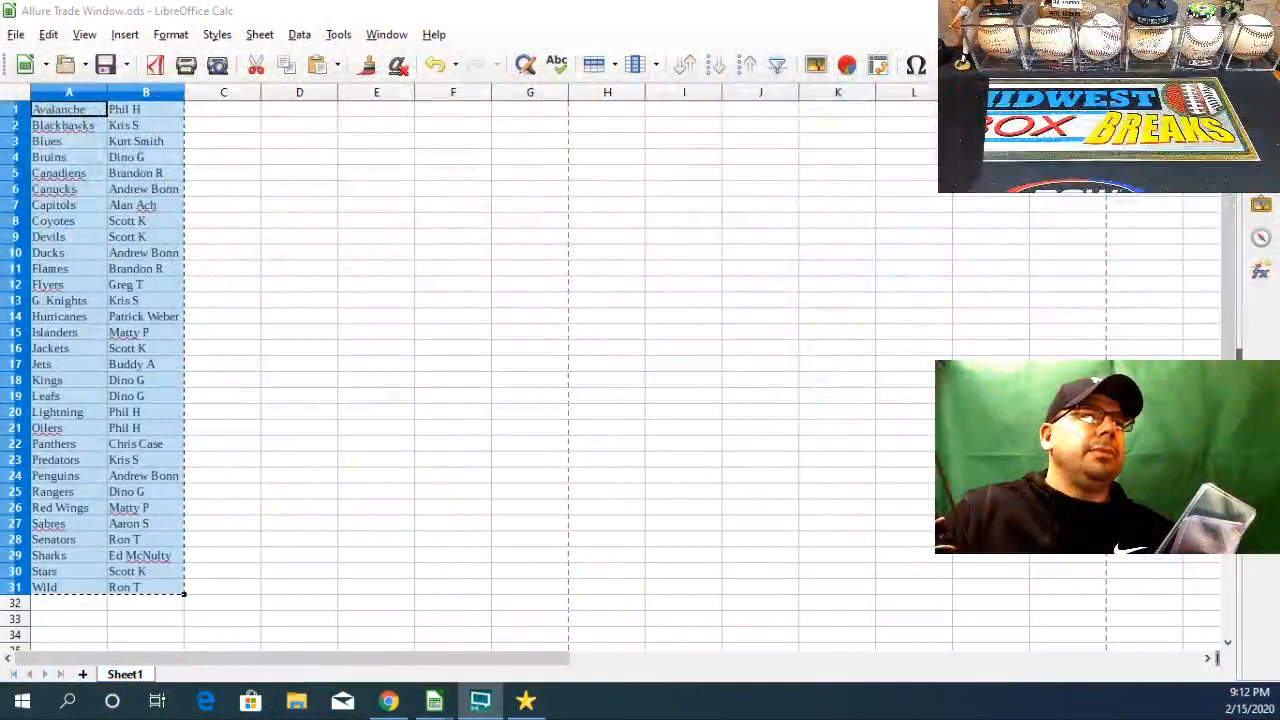 Allure Trade Window.ods - LibreOffice Calc
File Edit View Insert Format Styles Sheet Data Tools Window Help
Abc
Ω
A B C D E F G H I J K L
1 Avalanche Phil H
2 Blackhawks Kris S
3 Blues Kurt Smith
4 Bruins Dino G
5 Canadiens Brandon R
6 Canucks Andrew Bonn
7 Capitols Alan Ach
8 Coyotes Scott K
9 Devils Scott K
10 Ducks Andrew Bonn
11 Flames Brandon R
12 Flyers Greg T
13 G. Knights Kris S
14 Hurricanes Patrick Weber
15 Islanders Matty P
16 Jackets Scott K
17 Jets Buddy A
18 Kings Dino G
19 Leafs Dino G
20 Lightning Phil H
21 Oilers Phil H
22 Panthers Chris Case
23 Predators Kris S
24 Penguins Andrew Bonn
25 Rangers Dino G
26 Red Wings Matty P
27 Sabres Aaron S
28 Senators Ron T
29 Sharks Ed McNulty
30 Stars Scott K
31 Wild Ron T
32
33
34
Sheet1
MIDWEST
BOX BREAKS
fx
9:12 PM
2/15/2020